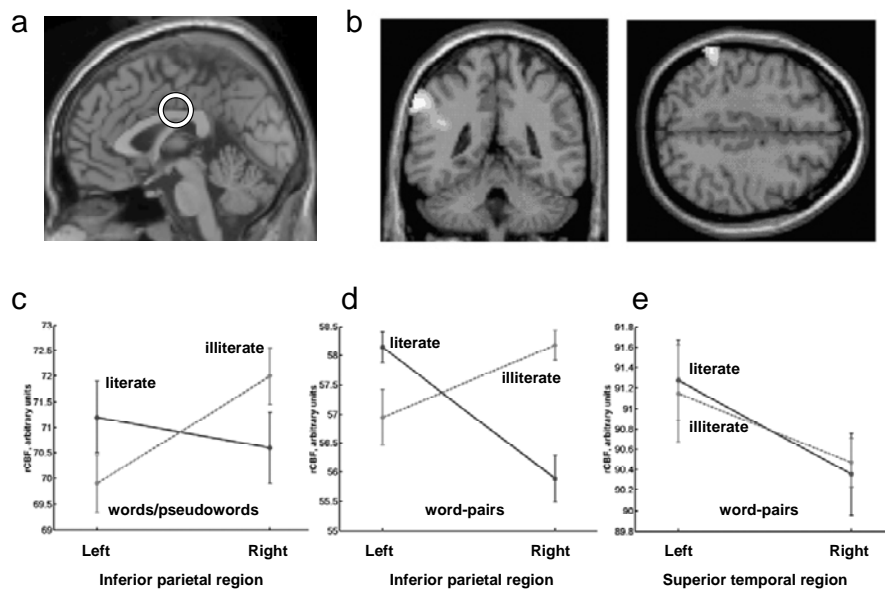 a
b
c
d
e
rCBF, arbitrary units
73
72.5
72
71.5
71
70.5
70
69.5
69
literate
illiterate
words/pseudowords
Left
Right
Inferior parietal region
rCBF, arbitrary units
58.5
58
57
56.5
56
55
literate
illiterate
word-pairs
Left
Right
Inferior parietal region
rCBF, arbitrary units
91.8
91.6
91.4
91.2
91
90.8
90.6
90.4
90.2
90
89.8
literate
illiterate
word-pairs
Left
Right
Superior temporal region